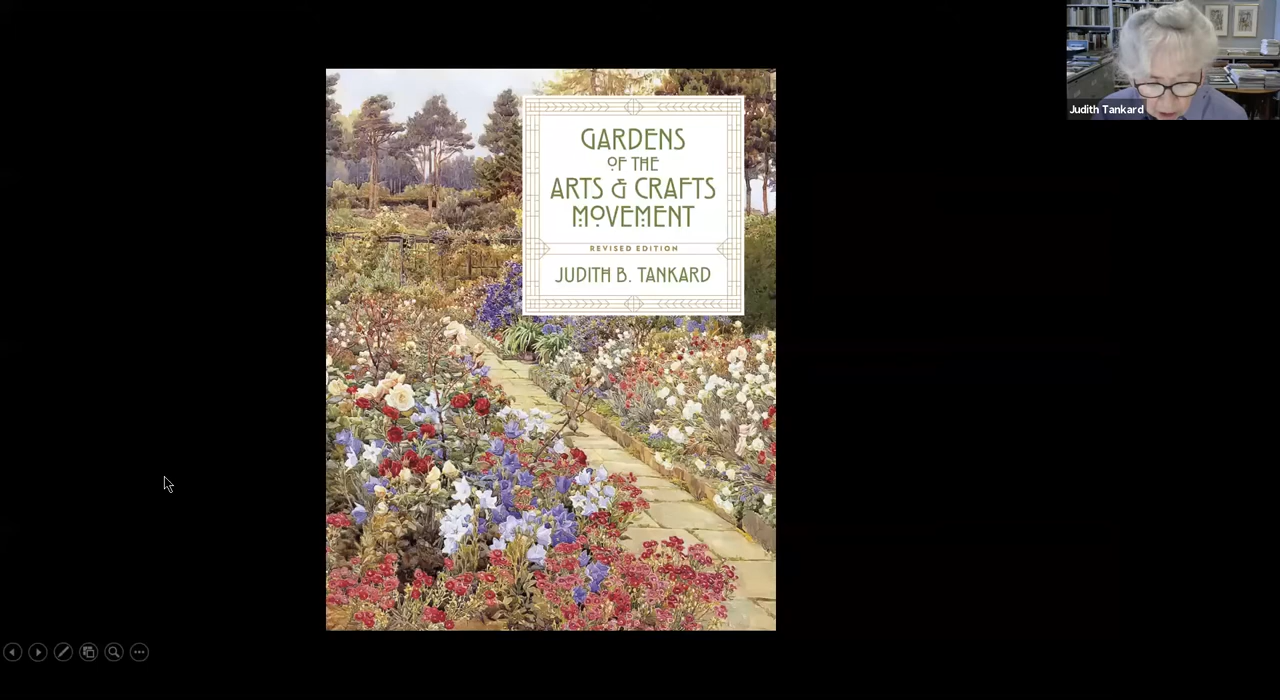 GARDENS
OF THE
ARTS & CRAFTS
MOVEMENT
REVISED EDITION
JUDITH B. TANKARD
Judith Tankard